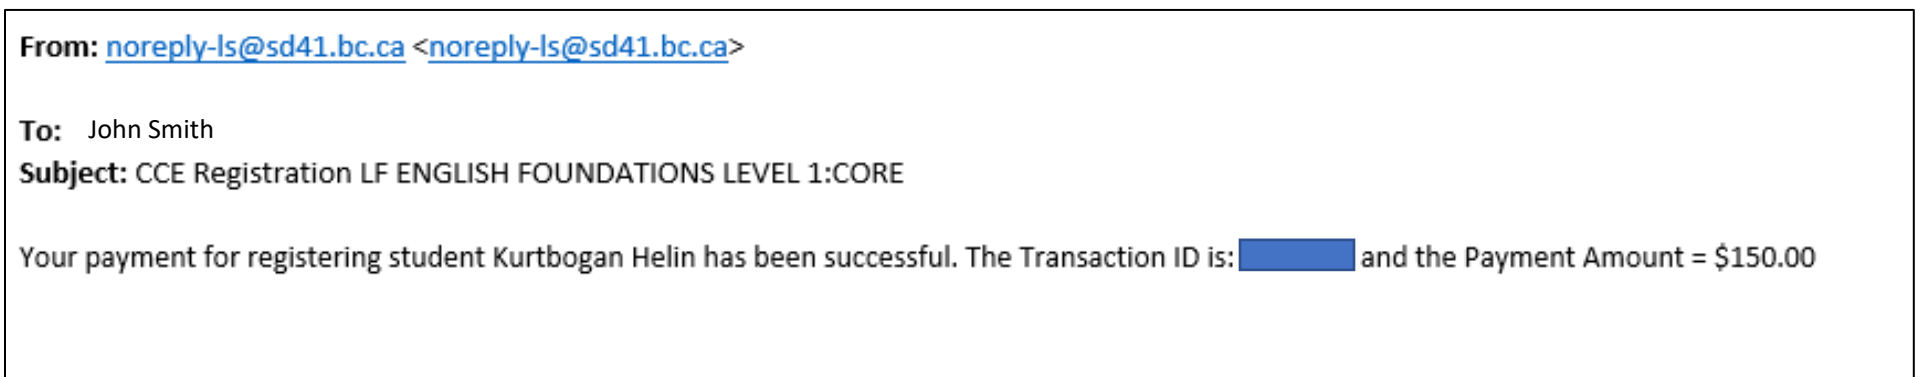 From: noreply-ls@sd41.bc.ca <noreply-ls@sd41.bc.ca>
To: John Smith
Subject: CCE Registration LF ENGLISH FOUNDATIONS LEVEL 1:CORE
Your payment for registering student Kurtbogan Helin has been successful. The Transaction ID is: and the Payment Amount = $150.00